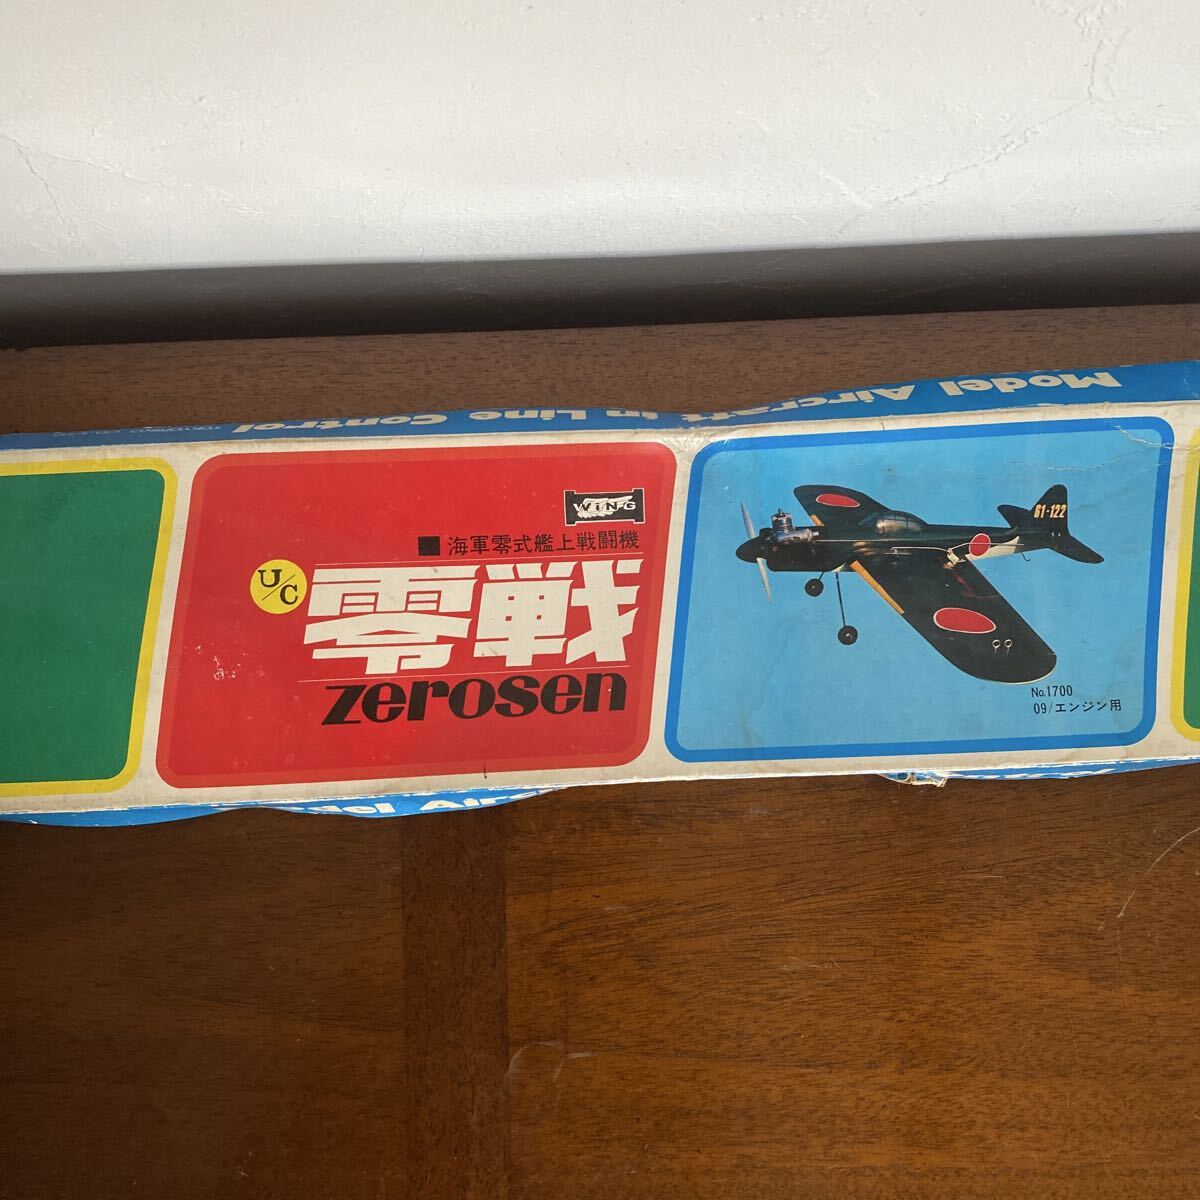 Model Aircraft in Line Control
WING
■海軍零式艦上戦闘機
U/C
零戦
zerosen
61-122
No.1700
09/エンジン用